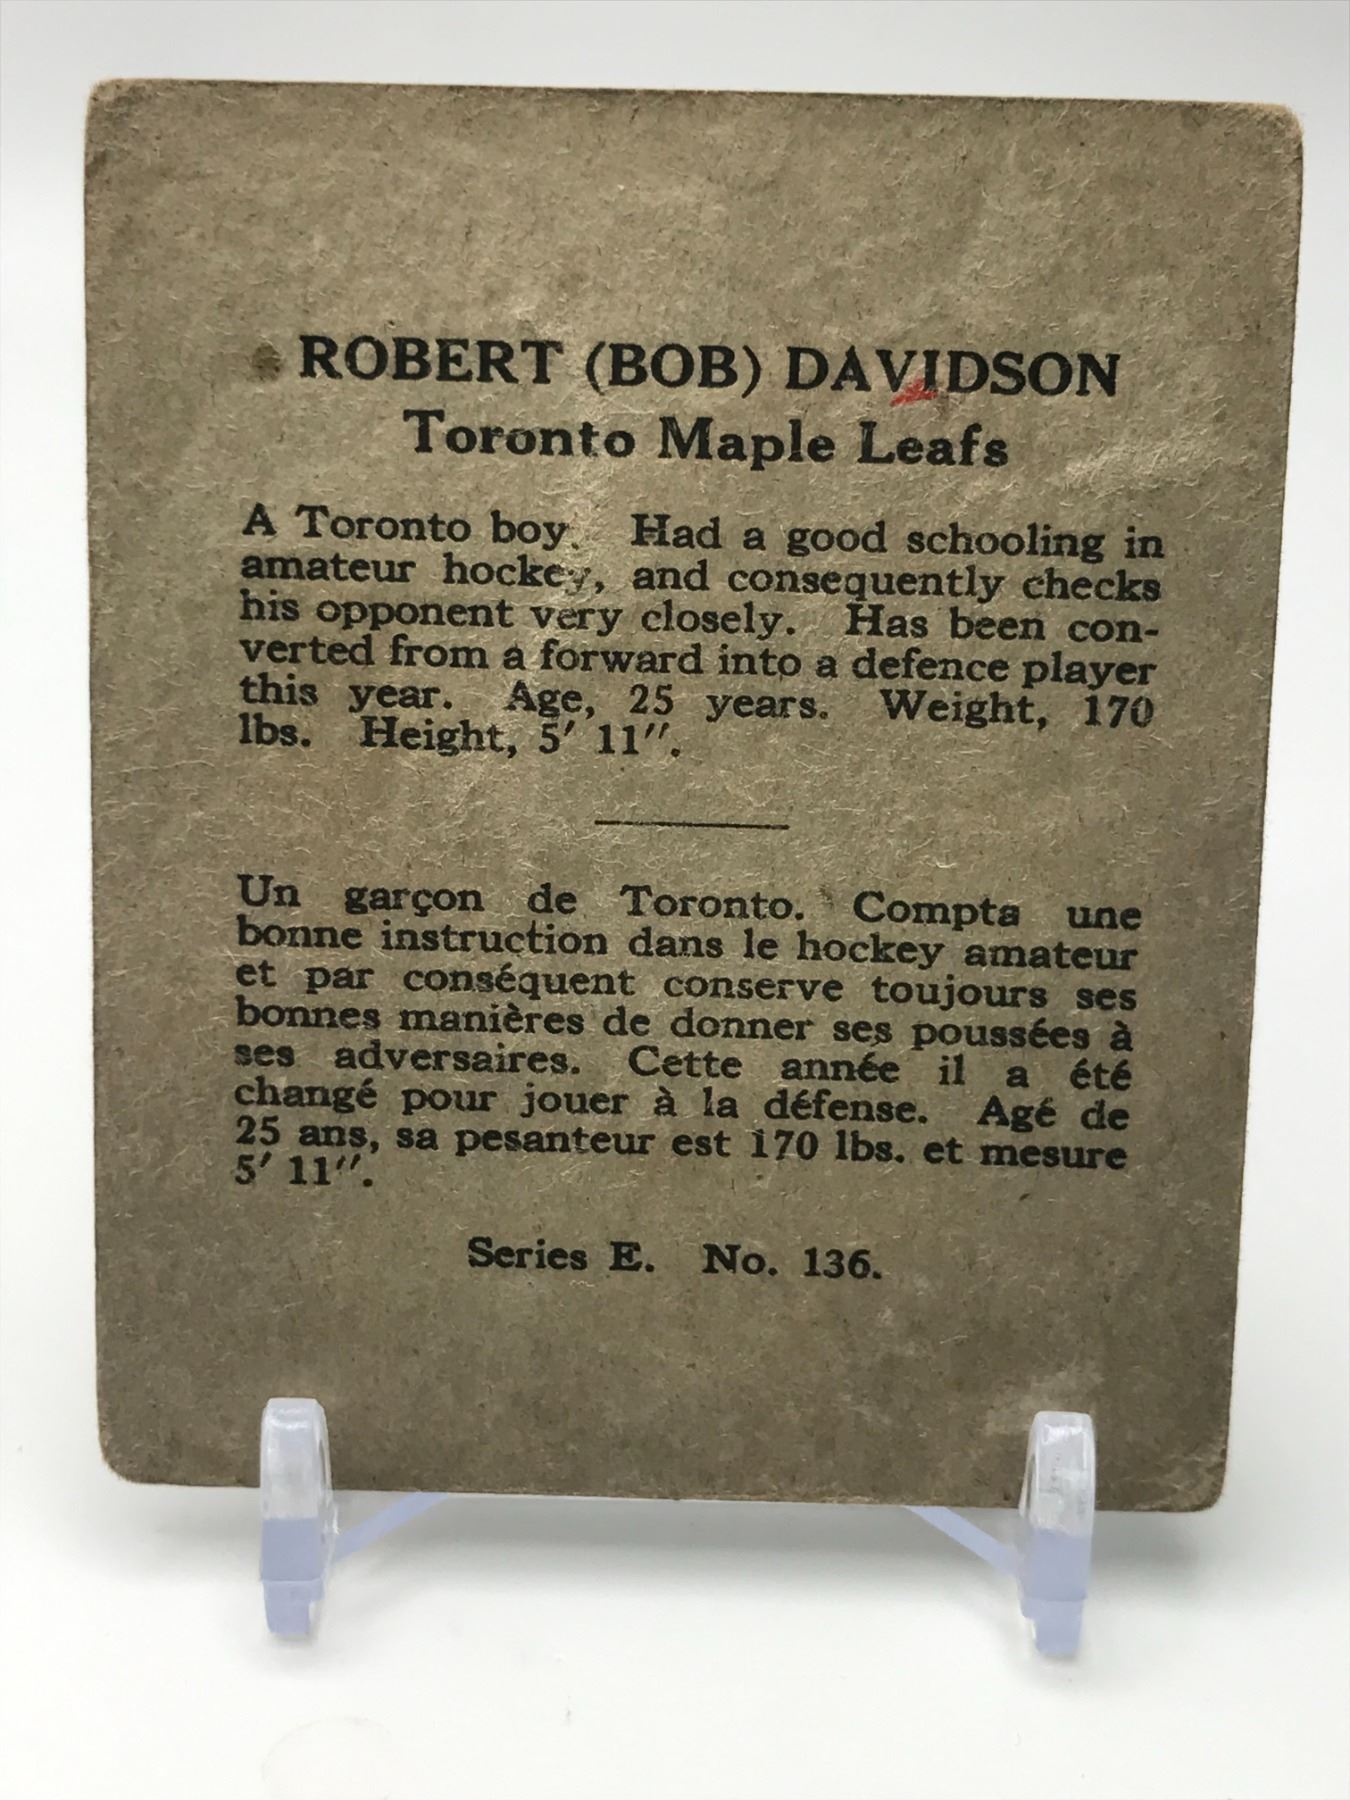 ROBERT (BOB) DAVIDSON
Toronto Maple Leafs
A Toronto boy. Had a good schooling in
amateur hockey, and consequently checks
his opponent very closely. Has been con-
verted from a forward into a defence player
this year. Age, 25 years. Weight, 170
lbs. Height, 5′ 11″.
Un garçon de Toronto. Compta une
bonne instruction dans le hockey amateur
et par conséquent conserve toujours ses
bonnes manières de donner ses poussées à
ses adversaires. Cette année il a été
changé pour jouer à la défense. Agé de
25 ans, sa pesanteur est 170 lbs. et mesure
5′ 11″.
Series E. No. 136.